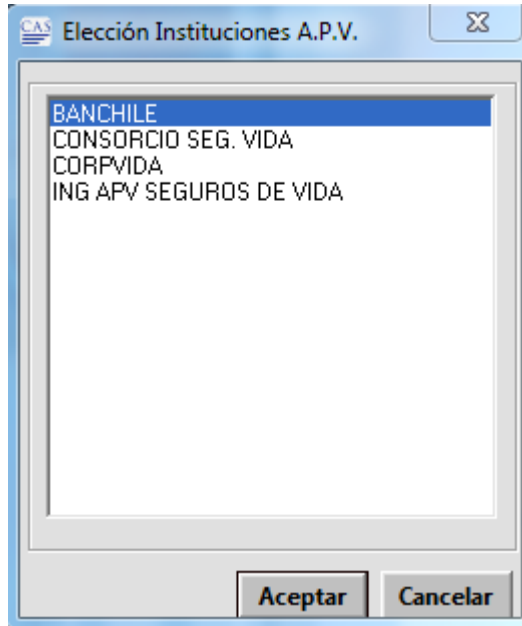 CAS Elección Instituciones A.P.V.
BANCHILE
CONSORCIO SEG. VIDA
CORPVIDA
ING APV SEGUROS DE VIDA
Aceptar Cancelar